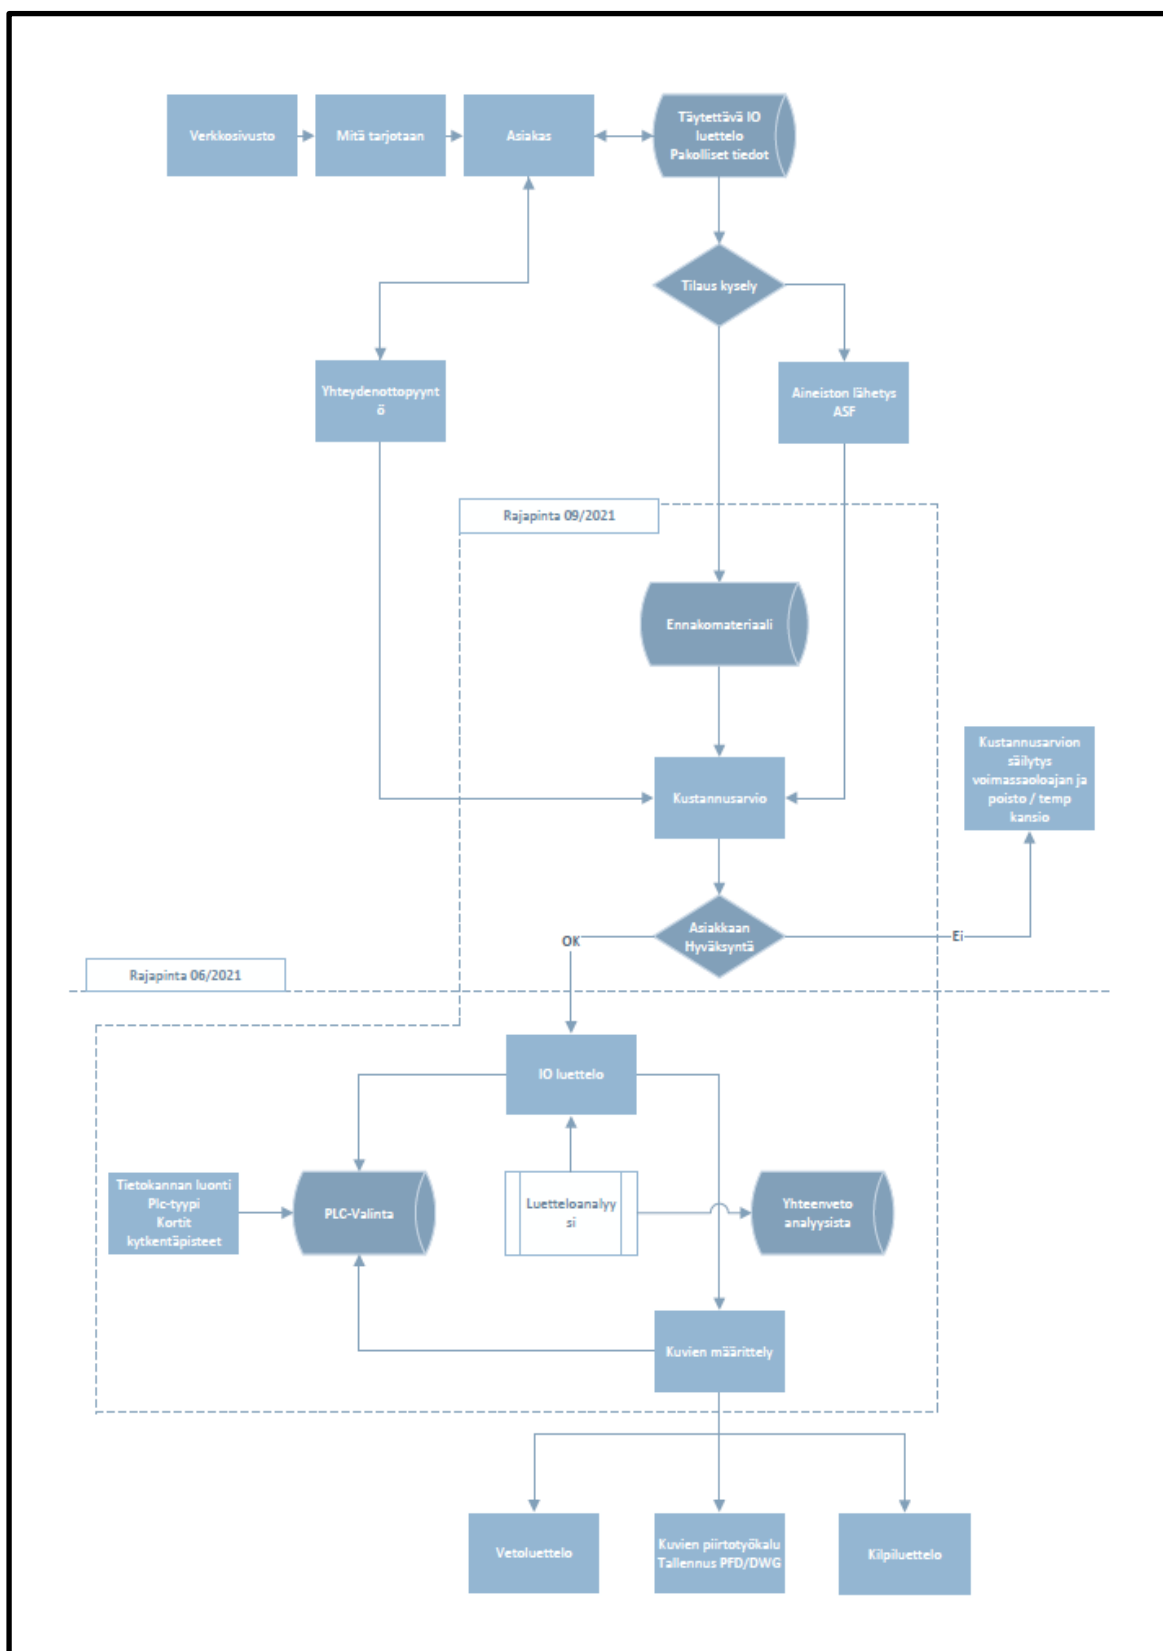 Verkkosivusto
Mitä tarjotaan
Asiakas
Täytettävä IO
luettelo
Pakolliset tiedot
Tilaus kysely
Yhteydenottopyynt
ö
Aineiston lähetys
ASF
Rajapinta 09/2021
Ennakomateriaali
Kustannusarvion
säilytys
voimassaoloajan ja
poisto / temp
kansio
Kustannusarvio
Asiakkaan
Hyväksyntä
OK
Ei
Rajapinta 06/2021
IO luettelo
Tietokannan luonti
Plc-tyypi
Kortit
kytkentäpisteet
PLC-Valinta
Luetteloanalyy
si
Yhteenveto
analyysista
Kuvien määrittely
Vetoluettelo
Kuvien piirtotyökalu
Tallennus PFD/DWG
Kilpiluettelo